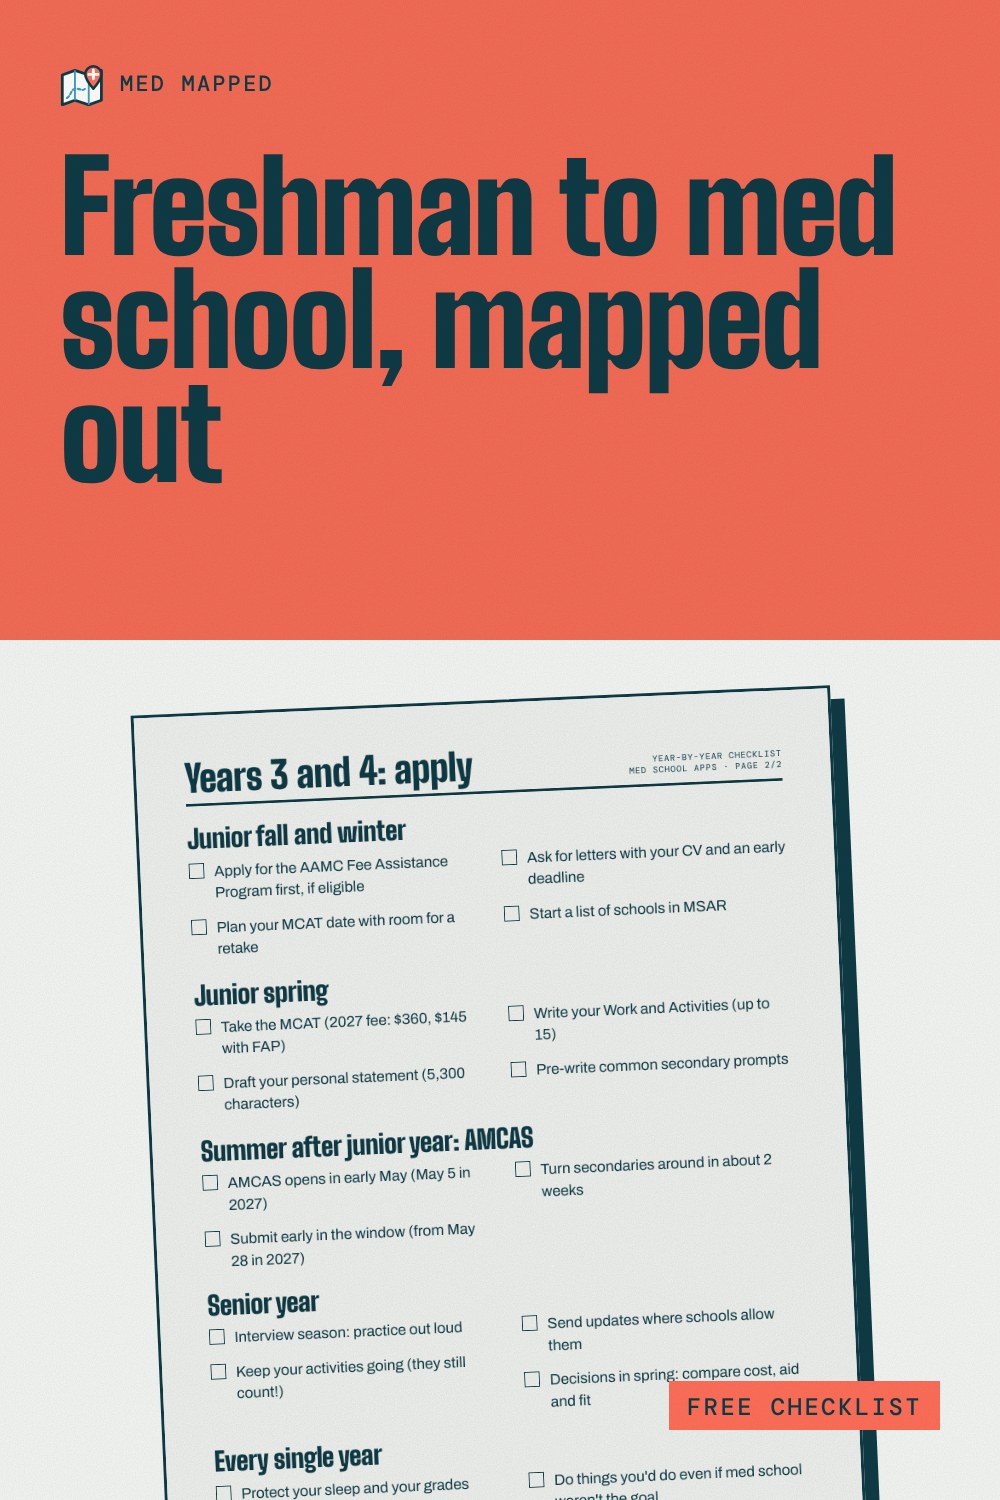 MED MAPPED
Freshman to med
school, mapped
out
Years 3 and 4: apply
YEAR-BY-YEAR CHECKLIST
MED SCHOOL APPS · PAGE 2/2
Junior fall and winter
Apply for the AAMC Fee Assistance
Program first, if eligible
Plan your MCAT date with room for a
retake
Ask for letters with your CV and an early
deadline
Start a list of schools in MSAR
Junior spring
Take the MCAT (2027 fee: $360, $145
with FAP)
Draft your personal statement (5,300
characters)
Write your Work and Activities (up to
15)
Pre-write common secondary prompts
Summer after junior year: AMCAS
AMCAS opens in early May (May 5 in
2027)
Submit early in the window (from May
28 in 2027)
Turn secondaries around in about 2
weeks
Senior year
Interview season: practice out loud
Keep your activities going (they still
count!)
Send updates where schools allow
them
Decisions in spring: compare cost, aid
and fit
FREE CHECKLIST
Every single year
Protect your sleep and your grades
Do things you'd do even if med school
weren't the goal